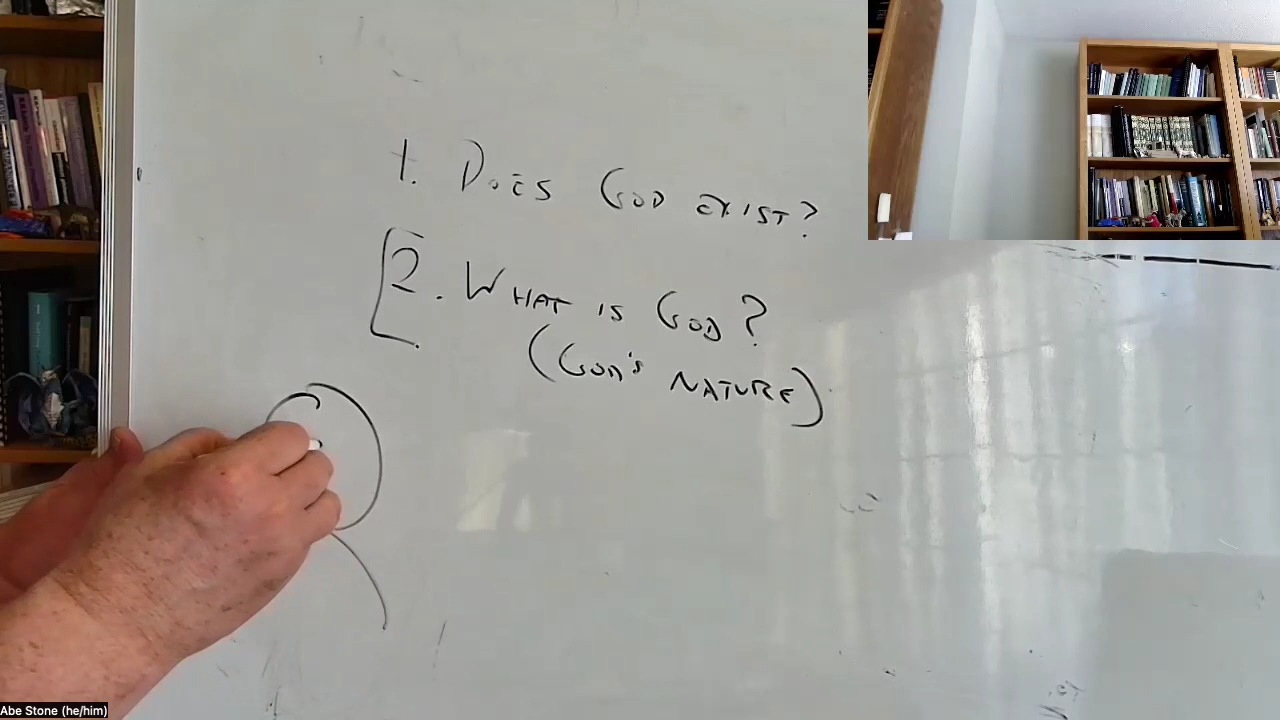 1. DOES GOD EXIST?
2. WHAT IS GOD?
(GOD'S NATURE)
Abe Stone (he/him)